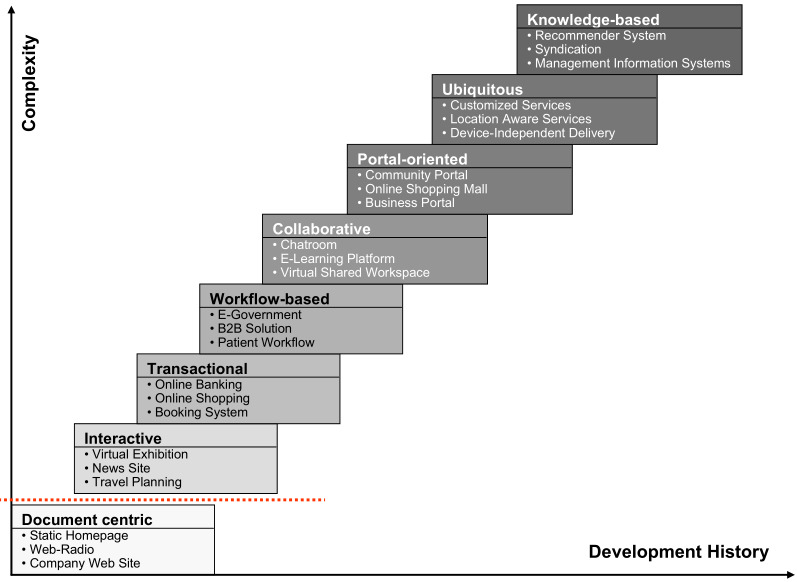 Complexity
Knowledge-based
• Recommender System
• Syndication
• Management Information Systems
Ubiquitous
• Customized Services
• Location Aware Services
• Device-Independent Delivery
Portal-oriented
• Community Portal
• Online Shopping Mall
• Business Portal
Collaborative
• Chatroom
• E-Learning Platform
• Virtual Shared Workspace
Workflow-based
• E-Government
• B2B Solution
• Patient Workflow
Transactional
• Online Banking
• Online Shopping
• Booking System
Interactive
• Virtual Exhibition
• News Site
• Travel Planning
Document centric
• Static Homepage
• Web-Radio
• Company Web Site
Development History